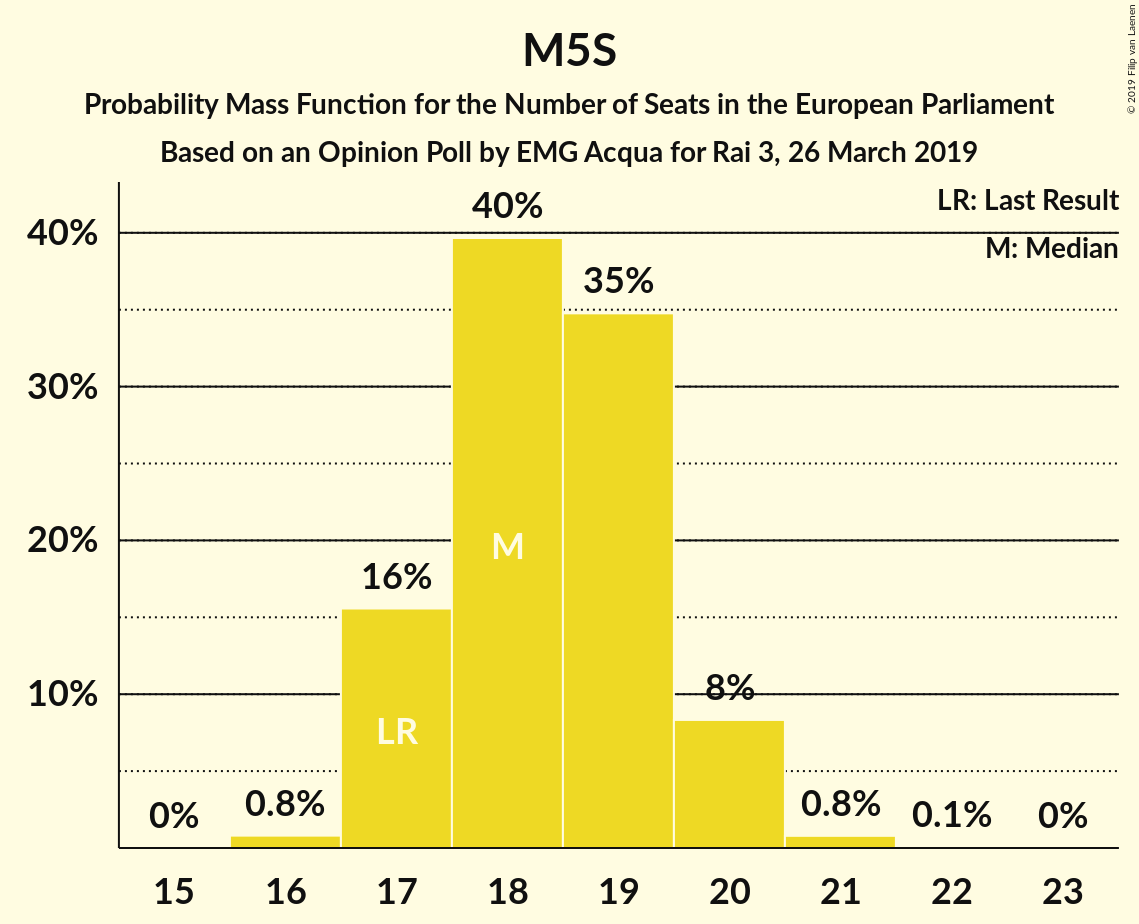 M5S
Probability Mass Function for the Number of Seats in the European Parliament
Based on an Opinion Poll by EMG Acqua for Rai 3, 26 March 2019
© 2019 Filip van Laenen
LR: Last Result
M: Median
40%
30%
20%
10%
0%
0.8%
16%
40%
35%
8%
0.8%
0.1%
0%
LR
M
15 16 17 18 19 20 21 22 23